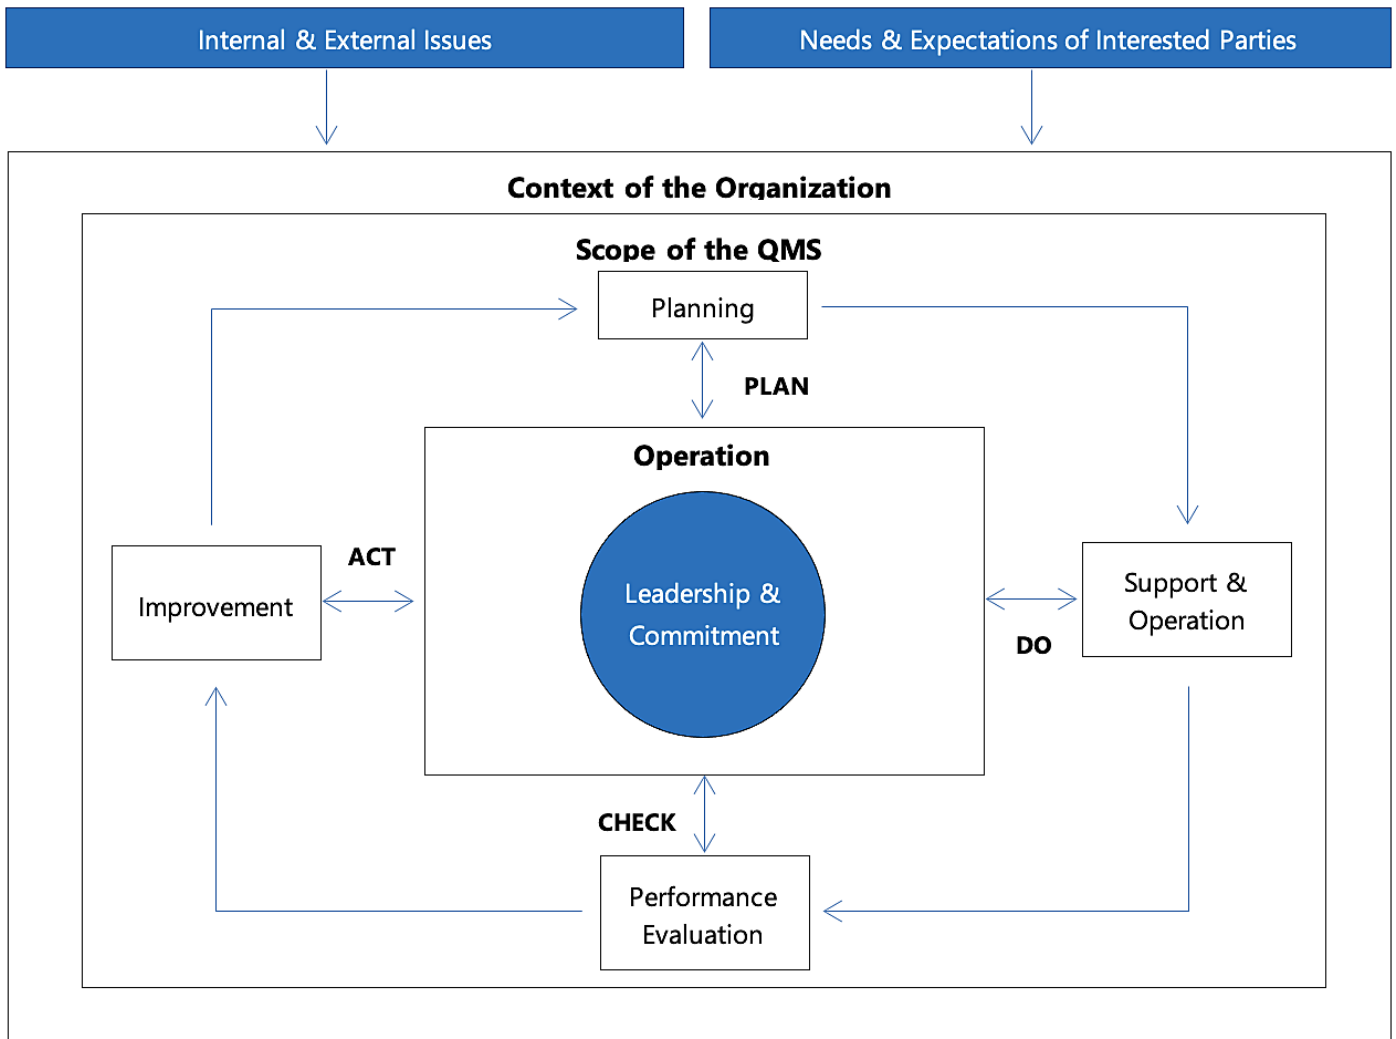 Internal & External Issues
Needs & Expectations of Interested Parties
Context of the Organization
Scope of the QMS
Planning
PLAN
Operation
Leadership &
Commitment
ACT
Improvement
Support &
Operation
DO
CHECK
Performance
Evaluation